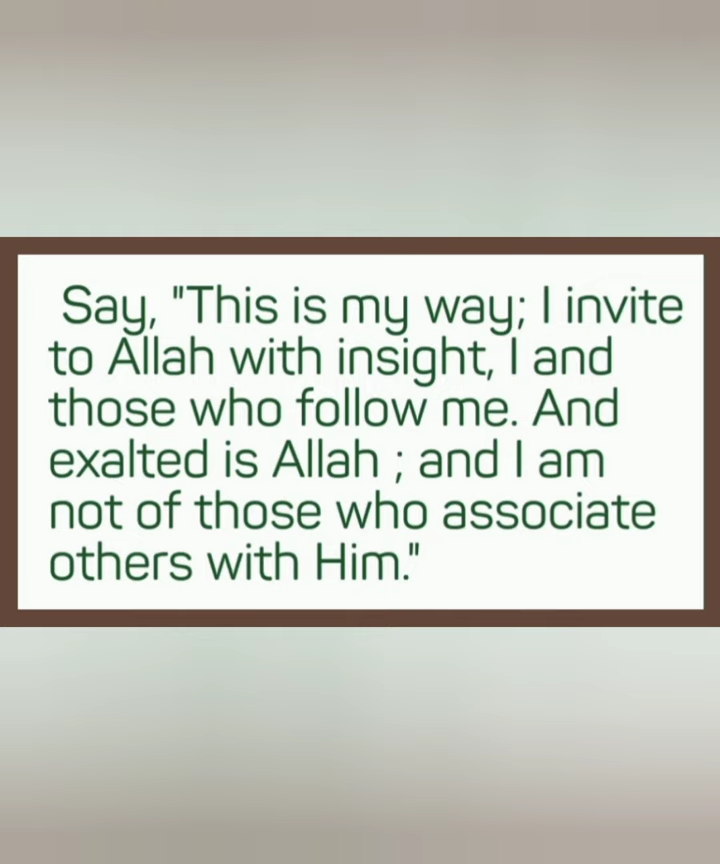 Say, "This is my way; I invite
to Allah with insight, I and
those who follow me. And
exalted is Allah ; and I am
not of those who associate
others with Him."